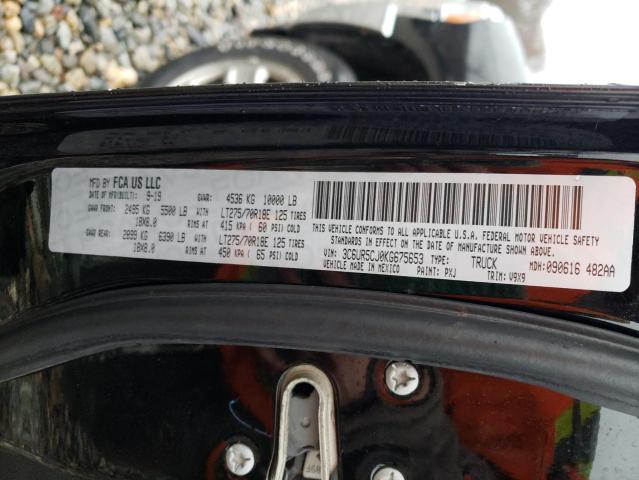 MFD BY FCA US LLC
DATE OF MFR(BUILT): 9-19 GVWR: 4536 KG 10000 LB
GAWR FRONT: 2495 KG 5500 LB WITH LT275/70R18E 125 TIRES
18X8.0 RIMS AT 415 KPA ( 60 PSI) COLD
GAWR REAR: 2899 KG 6390 LB WITH LT275/70R18E 125 TIRES
18X8.0 RIMS AT 450 KPA ( 65 PSI) COLD
THIS VEHICLE CONFORMS TO ALL APPLICABLE U.S.A. FEDERAL MOTOR VEHICLE SAFETY
STANDARDS IN EFFECT ON THE DATE OF MANUFACTURE SHOWN ABOVE.
VIN: 3C6UR5CJ0KG675653 TYPE: TRUCK MDH: 090616 482AA
VEHICLE MADE IN MEXICO PAINT: PXJ TRIM: V9X9